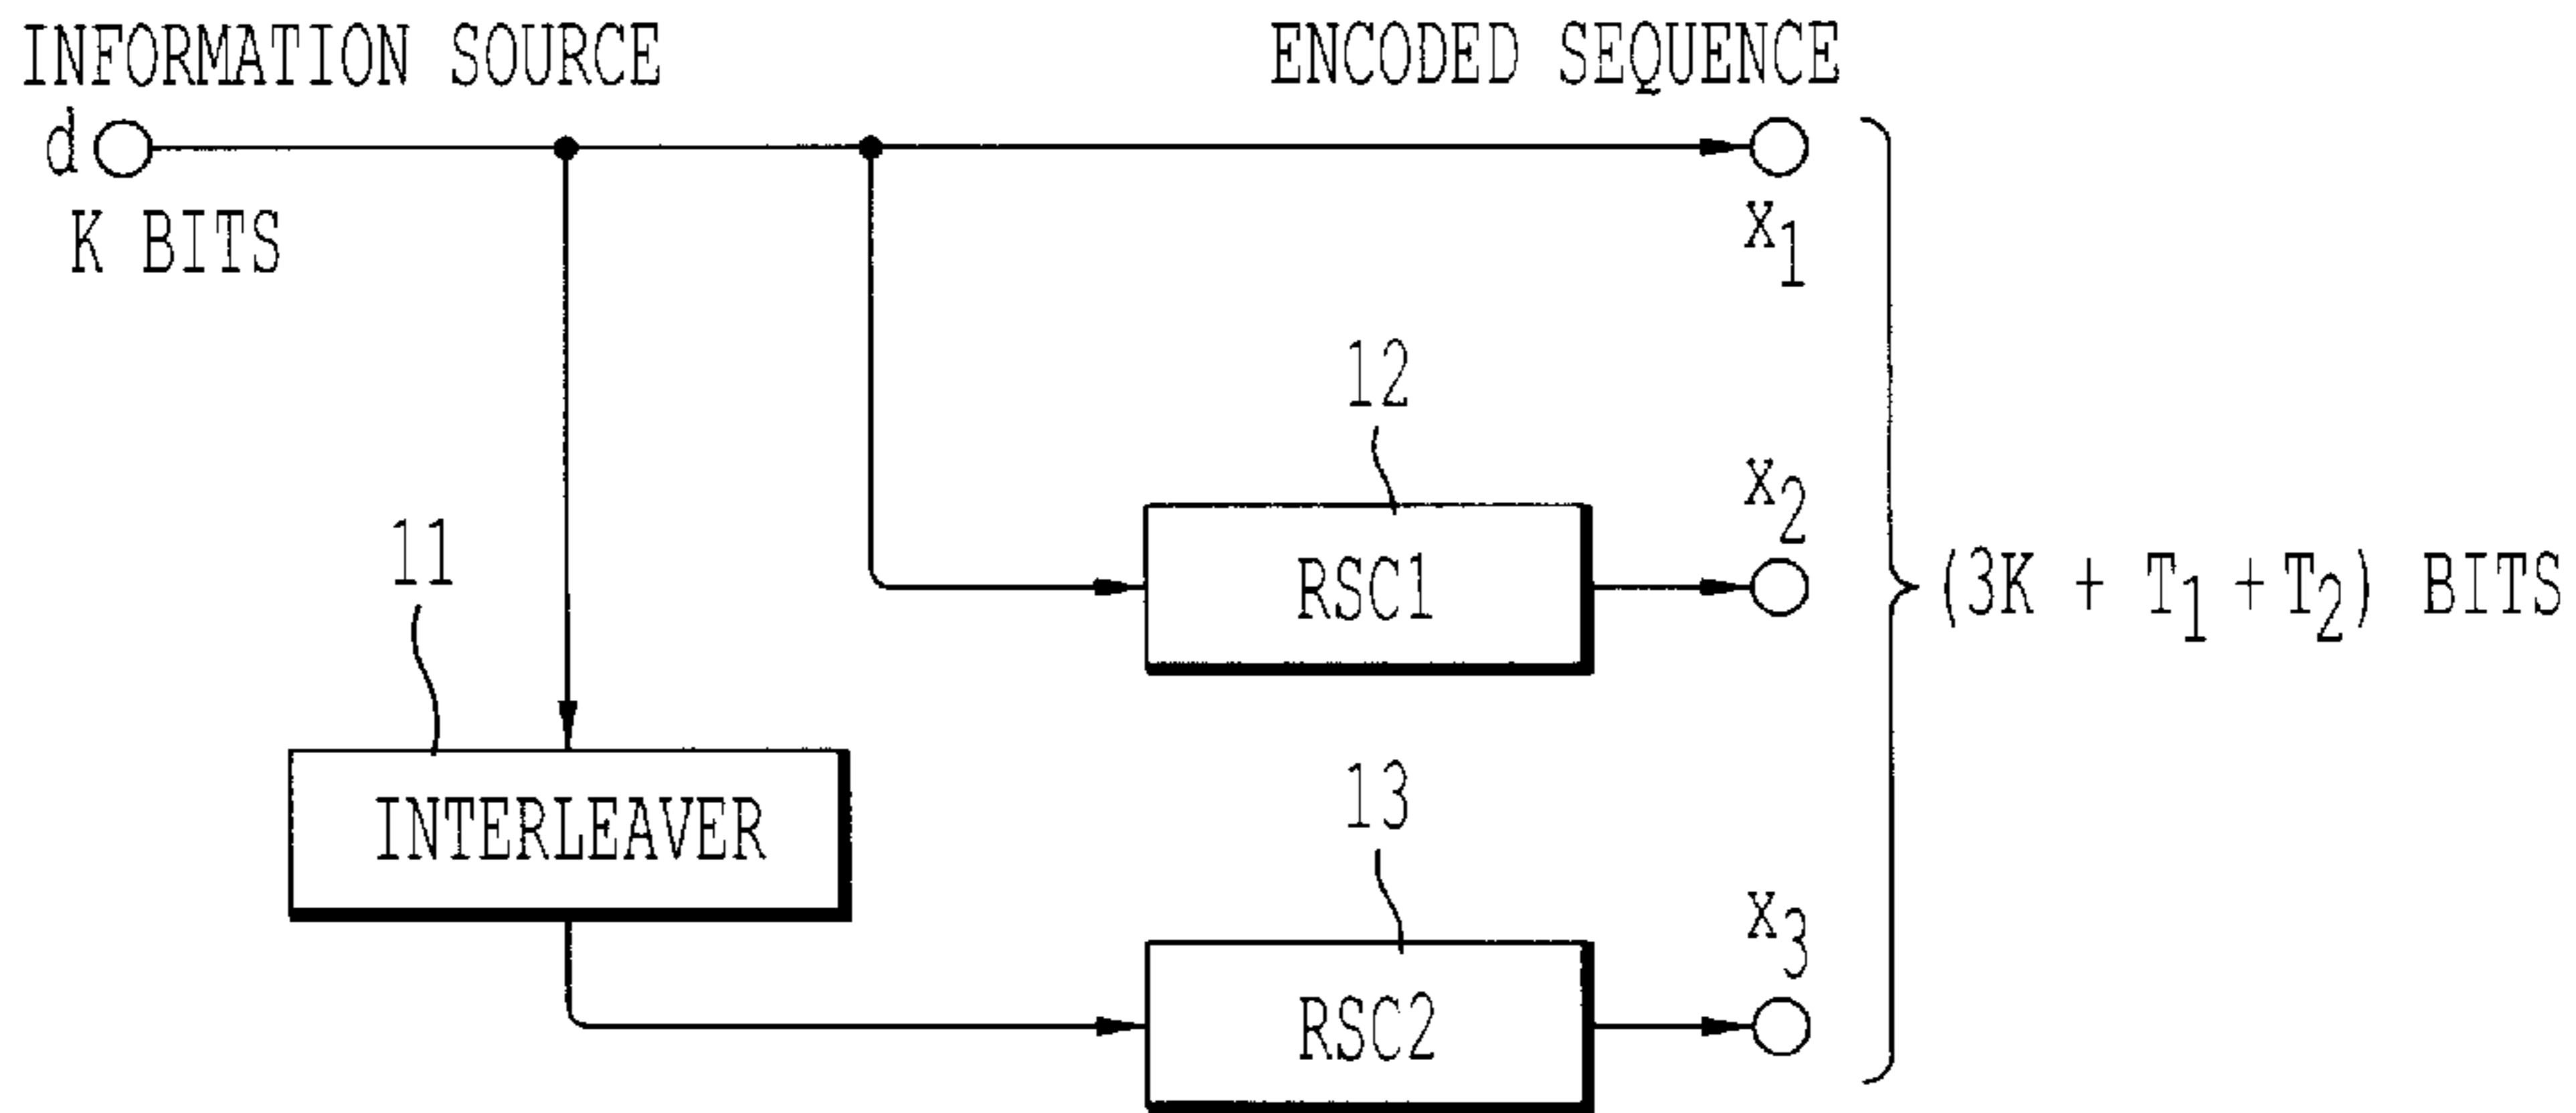 INFORMATION SOURCE
ENCODED SEQUENCE
d
K BITS
X1
12
X2
11
RSC1
(3K + T1 + T2) BITS
INTERLEAVER
13
X3
RSC2